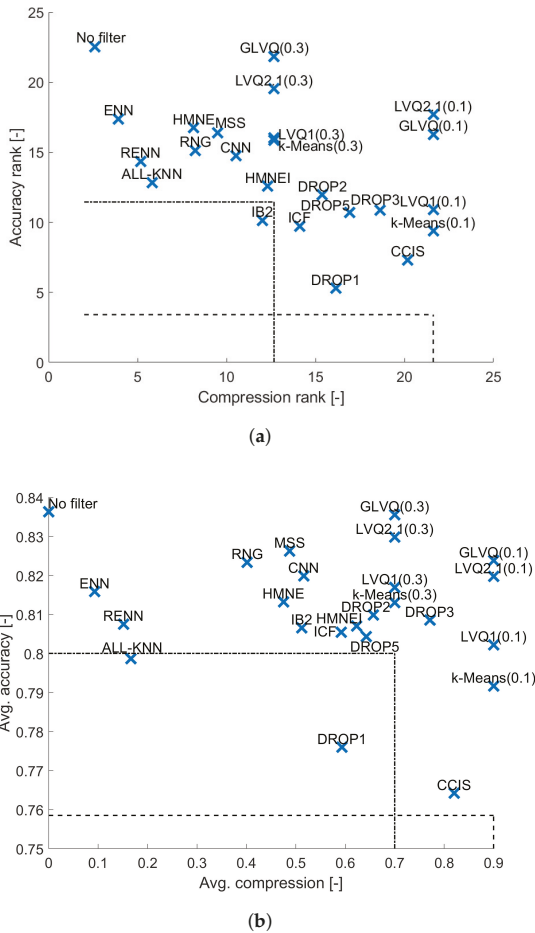 25
No filter
GLVQ(0.3)
20
LVQ2.1(0.3)
ENN
HMNE
MSS
LVQ2.1(0.1)
GLVQ(0.1)
LVQ1(0.3)
k-Means(0.3)
15
RENN
RNG
CNN
ALL-KNN
HMNEI
DROP2
DROP5
DROP3
LVQ1(0.1)
IB2
ICF
k-Means(0.1)
10
CCIS
DROP1
5
0
0 5 10 15 20 25
Accuracy rank [-]
Compression rank [-]
(a)
0.84
No filter
GLVQ(0.3)
0.83
LVQ2.1(0.3)
MSS
RNG
GLVQ(0.1)
CNN
LVQ2.1(0.1)
0.82
ENN
LVQ1(0.3)
HMNE
k-Means(0.3)
0.81
RENN
IB2
HMNEI
DROP2
DROP3
ICF
DROP5
LVQ1(0.1)
ALL-KNN
0.8
k-Means(0.1)
0.79
0.78
DROP1
0.77
CCIS
0.76
0.75
0 0.1 0.2 0.3 0.4 0.5 0.6 0.7 0.8 0.9
Avg. accuracy [-]
Avg. compression [-]
(b)